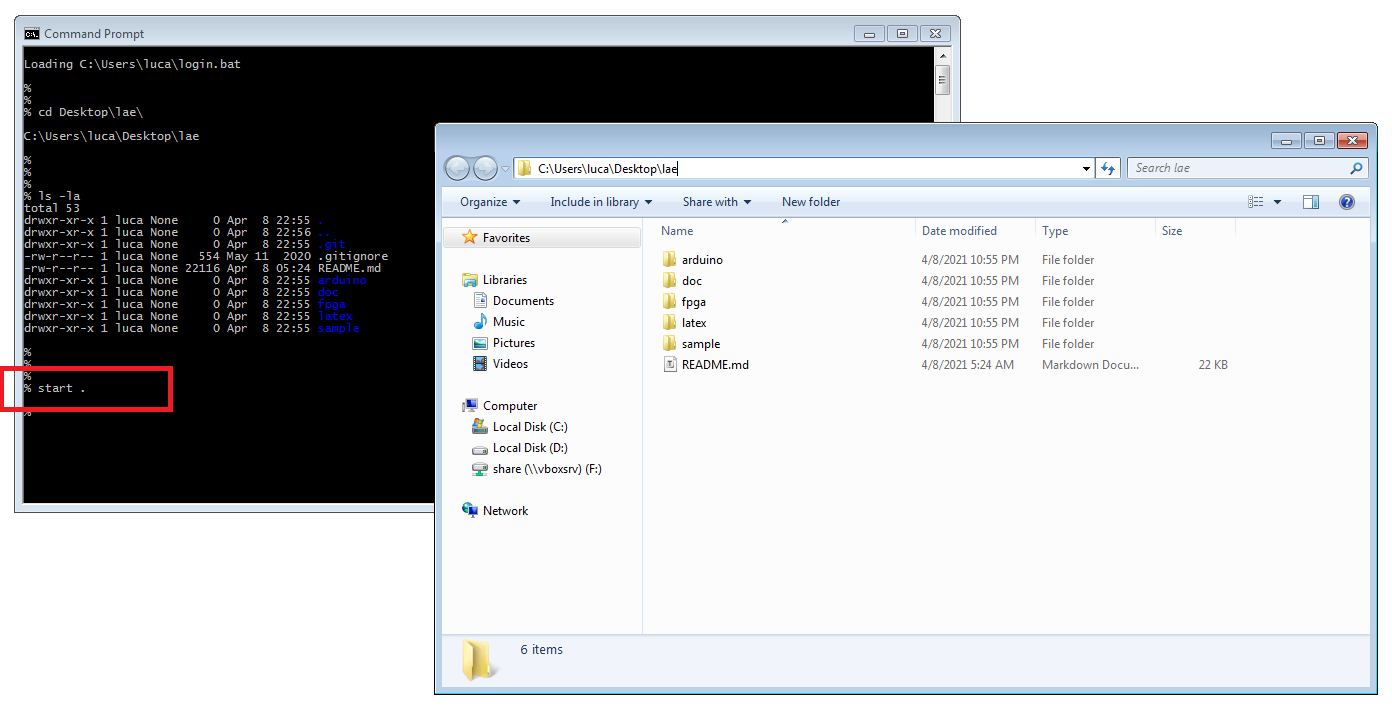 Command Prompt
Loading C:\Users\luca\login.bat
%
%
% cd Desktop\lae\
C:\Users\luca\Desktop\lae
%
%
%
% ls -la
total 53
drwxr-xr-x 1 luca None     0 Apr  8 22:55 .
drwxr-xr-x 1 luca None     0 Apr  8 22:56 ..
drwxr-xr-x 1 luca None     0 Apr  8 22:55 .git
-rw-r--r-- 1 luca None   554 May 11  2020 .gitignore
-rw-r--r-- 1 luca None 22116 Apr  8 05:24 README.md
drwxr-xr-x 1 luca None     0 Apr  8 22:55 arduino
drwxr-xr-x 1 luca None     0 Apr  8 22:55 doc
drwxr-xr-x 1 luca None     0 Apr  8 22:55 fpga
drwxr-xr-x 1 luca None     0 Apr  8 22:55 latex
drwxr-xr-x 1 luca None     0 Apr  8 22:55 sample
%
%
%
% start .
%
C:\Users\luca\Desktop\lae
Search lae
Organize Include in library Share with New folder
Favorites
Libraries
Documents
Music
Pictures
Videos
Computer
Local Disk (C:)
Local Disk (D:)
share (\\vboxsrv) (F:)
Network
Name Date modified Type Size
arduino 4/8/2021 10:55 PM File folder
doc 4/8/2021 10:55 PM File folder
fpga 4/8/2021 10:55 PM File folder
latex 4/8/2021 10:55 PM File folder
sample 4/8/2021 10:55 PM File folder
README.md 4/8/2021 5:24 AM Markdown Docu... 22 KB
6 items